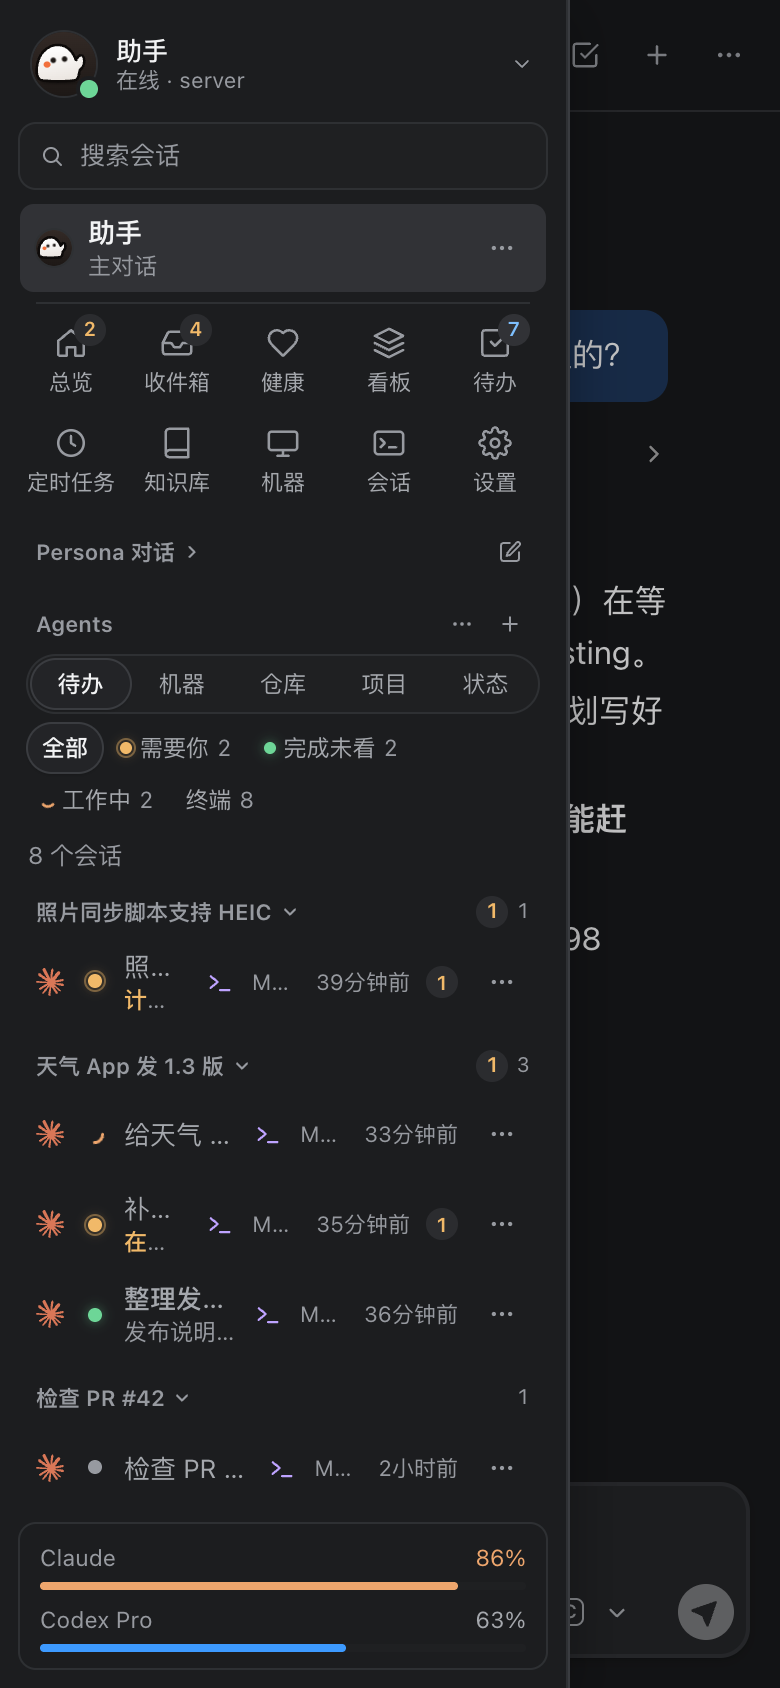 助手
在线 · server
搜索会话
助手
主对话
2
4
7
总览 收件箱 健康 看板 待办
定时任务 知识库 机器 会话 设置
Persona 对话
Agents
待办 机器 仓库 项目 状态
全部 需要你 2 完成未看 2
工作中 2 终端 8
8 个会话
照片同步脚本支持 HEIC 1 1
照... M... 39分钟前 1
计...
天气 App 发 1.3 版 1 3
给天气 ... M... 33分钟前
补... M... 35分钟前 1
在...
整理发... M... 36分钟前
发布说明...
检查 PR #42 1
检查 PR ... M... 2小时前
Claude 86%
Codex Pro 63%
的?
）在等
sting。
划写好
能赶
98